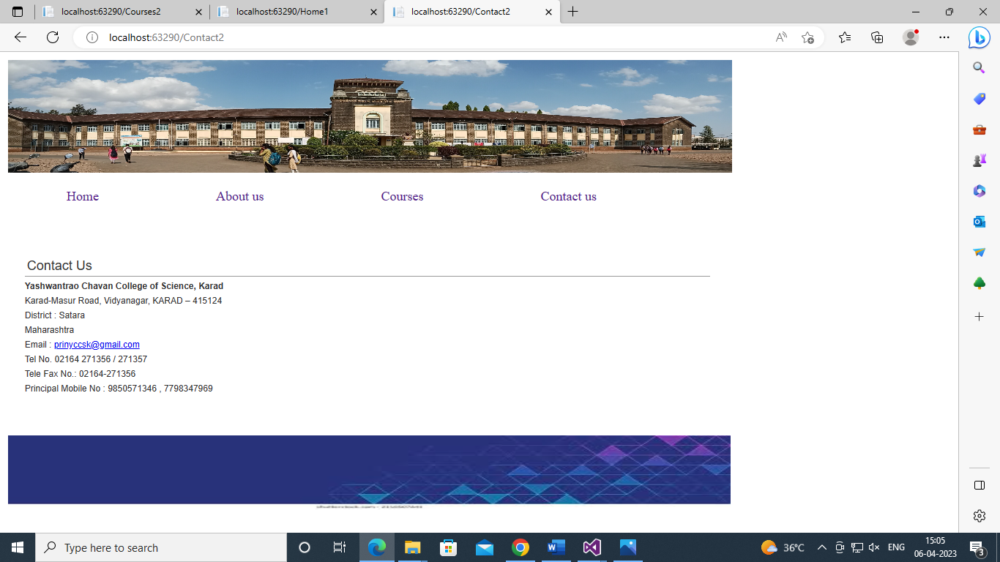 localhost:63290/Courses2
localhost:63290/Home1
localhost:63290/Contact2
localhost:63290/Contact2
Home About us Courses Contact us
Contact Us
Yashwantrao Chavan College of Science, Karad
Karad-Masur Road, Vidyanagar, KARAD – 415124
District : Satara
Maharashtra
Email : prinyccsk@gmail.com
Tel No. 02164 271356 / 271357
Tele Fax No.: 02164-271356
Principal Mobile No : 9850571346 , 7798347969
Type here to search
36°C
ENG
15:05
06-04-2023
3